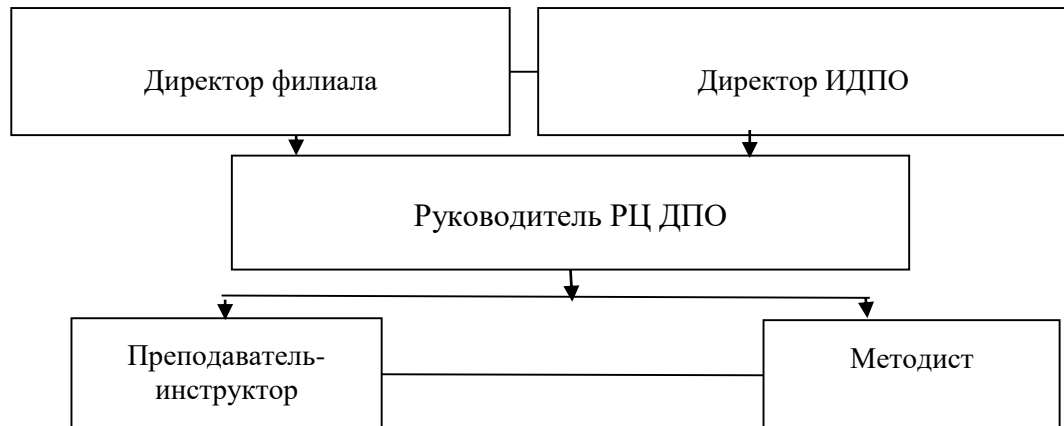 Директор филиала
Директор ИДПО
Руководитель РЦ ДПО
Преподаватель-
инструктор
Методист